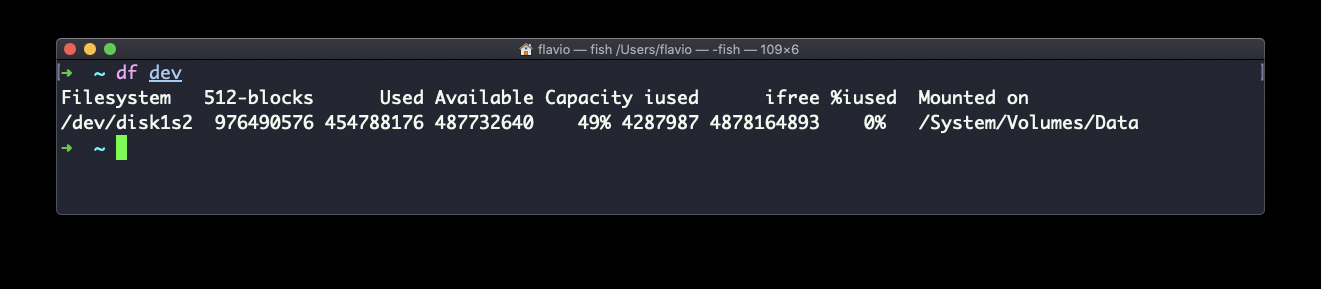 flavio — fish /Users/flavio — -fish — 109×6
➜ ~ df dev
Filesystem 512-blocks Used Available Capacity iused ifree %iused Mounted on
/dev/disk1s2 976490576 454788176 487732640 49% 4287987 4878164893 0% /System/Volumes/Data
➜ ~